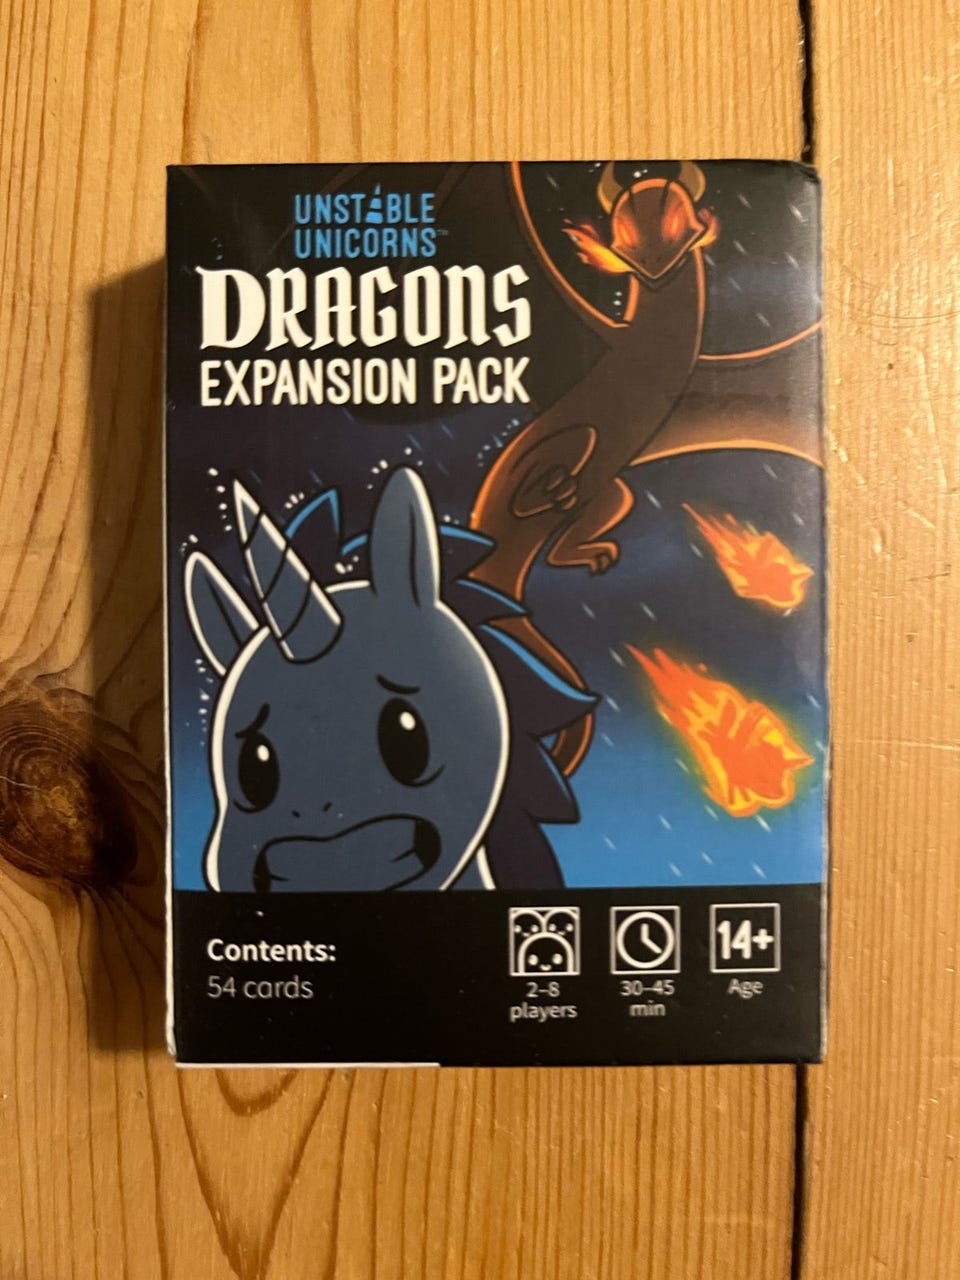 UNSTABLE
UNICORNS™
DRAGONS
EXPANSION PACK
Contents:
54 cards
2–8
players
30–45
min
14+
Age